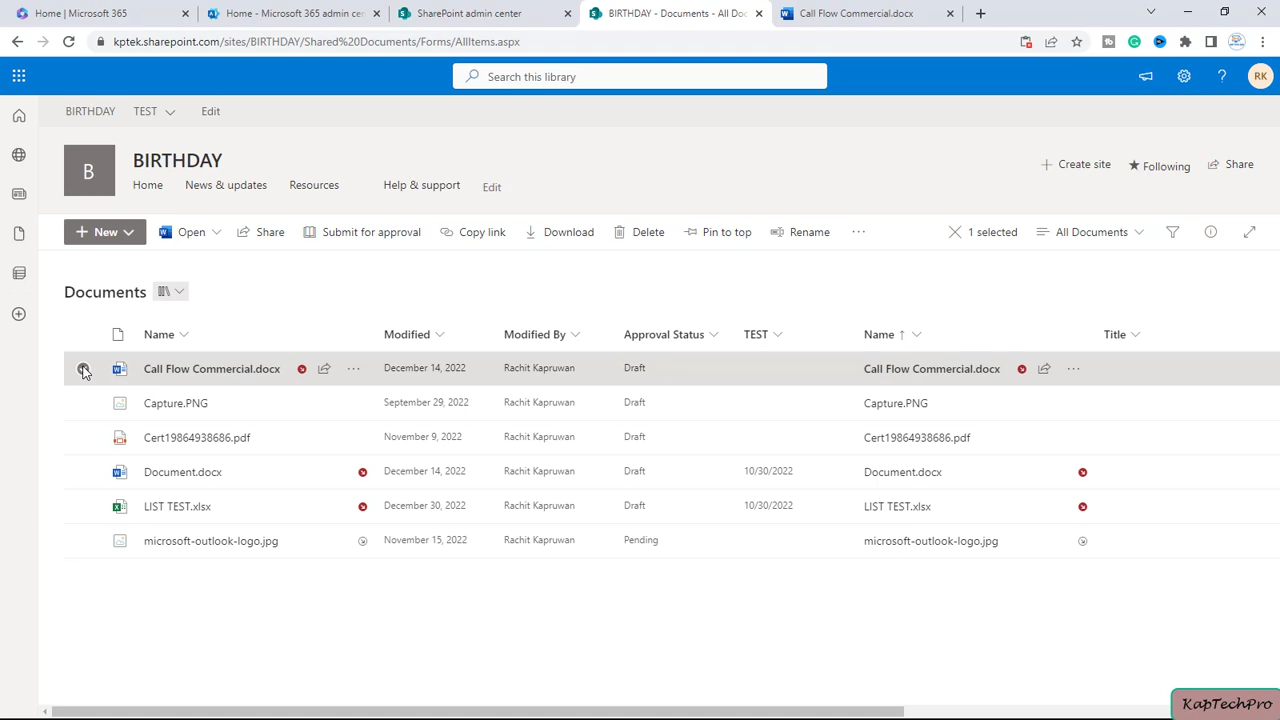 Home | Microsoft 365
Home - Microsoft 365 admin cen
SharePoint admin center
BIRTHDAY - Documents - All Doc
Call Flow Commercial.docx
kptek.sharepoint.com/sites/BIRTHDAY/Shared%20Documents/Forms/AllItems.aspx
Search this library
RK
BIRTHDAY TEST Edit
B
BIRTHDAY
Create site Following Share
Home News & updates Resources Help & support Edit
New Open Share Submit for approval Copy link Download Delete Pin to top Rename ... 1 selected All Documents
Documents
Name Modified Modified By Approval Status TEST Name Title
Call Flow Commercial.docx ... December 14, 2022 Rachit Kapruwan Draft Call Flow Commercial.docx ...
Capture.PNG September 29, 2022 Rachit Kapruwan Draft Capture.PNG
Cert19864938686.pdf November 9, 2022 Rachit Kapruwan Draft Cert19864938686.pdf
Document.docx December 14, 2022 Rachit Kapruwan Draft 10/30/2022 Document.docx
LIST TEST.xlsx December 30, 2022 Rachit Kapruwan Draft 10/30/2022 LIST TEST.xlsx
microsoft-outlook-logo.jpg November 15, 2022 Rachit Kapruwan Pending microsoft-outlook-logo.jpg
KapTechPro